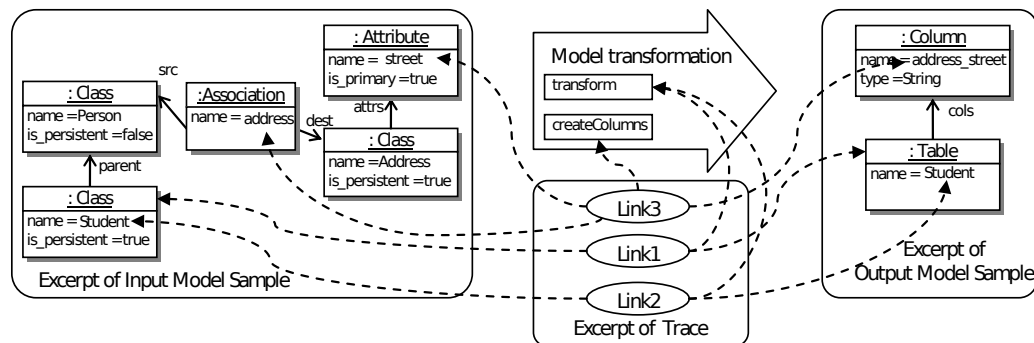 : Attribute
name = street
is_primary =true
attrs
src
: Class
name =Person
is_persistent =false
:Association
name = address
dest
: Class
name =Address
is_persistent =true
parent
: Class
name = Student
is_persistent =true
Excerpt of Input Model Sample
Model transformation
transform
createColumns
Link3
Link1
Link2
Excerpt of Trace
: Column
name= address_street
type =String
cols
: Table
name = Student
Excerpt of
Output Model Sample